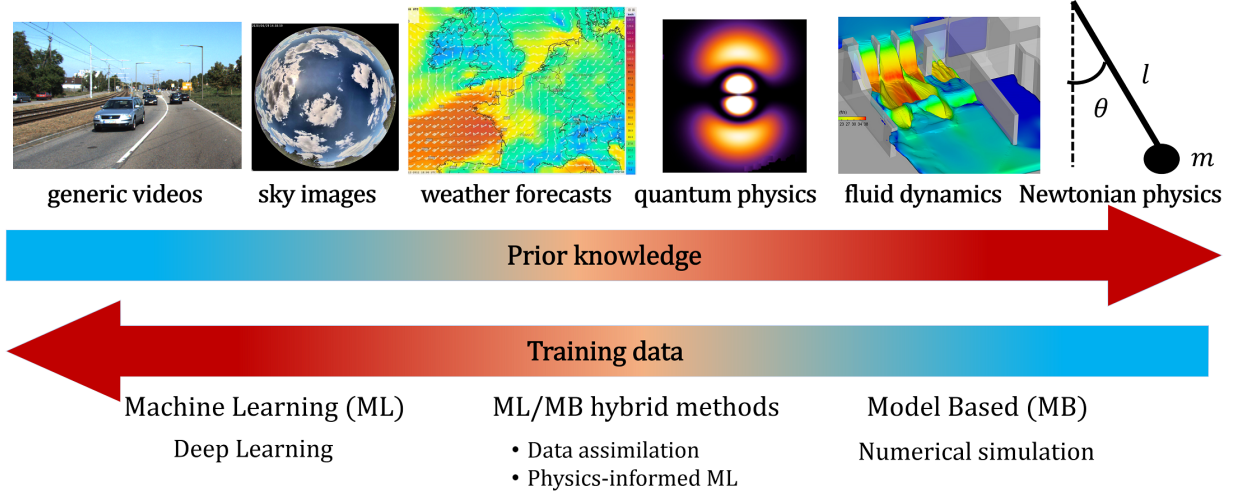 generic videos
sky images
weather forecasts
quantum physics
fluid dynamics
Newtonian physics
l
θ
m
Prior knowledge
Training data
Machine Learning (ML)
Deep Learning
ML/MB hybrid methods
• Data assimilation
• Physics-informed ML
Model Based (MB)
Numerical simulation